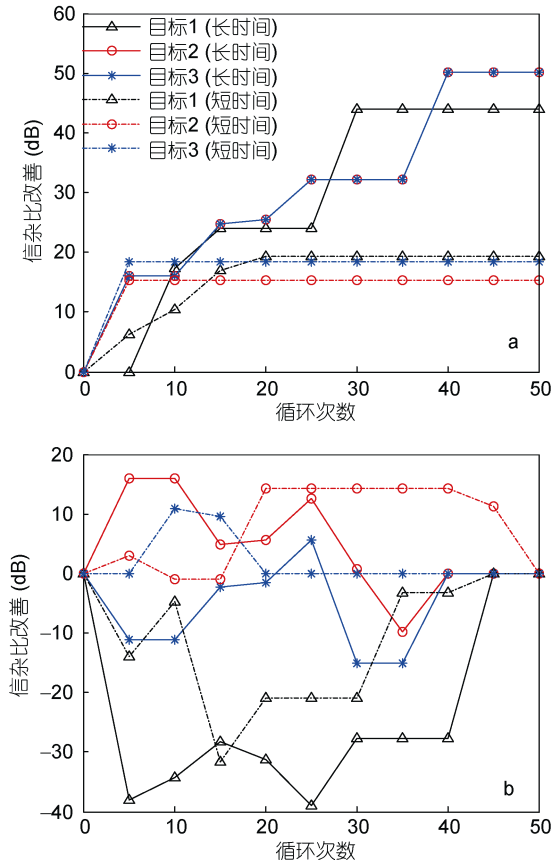 60
50
40
30
20
10
0
信杂比改善 (dB)
目标1 (长时间)
目标2 (长时间)
目标3 (长时间)
目标1 (短时间)
目标2 (短时间)
目标3 (短时间)
a
0 10 20 30 40 50
循环次数
20
10
0
–10
–20
–30
–40
信杂比改善 (dB)
b
0 10 20 30 40 50
循环次数